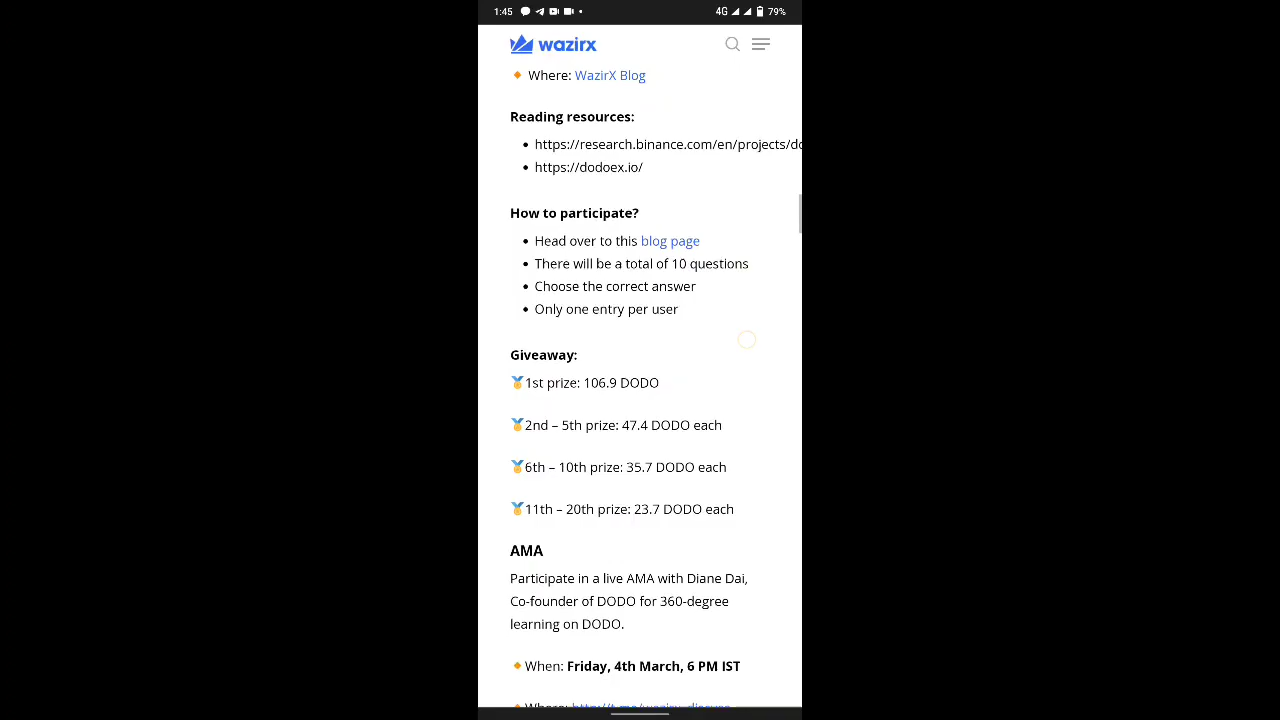 1:45
4G 79%
wazirx
Where: WazirX Blog
Reading resources:
https://research.binance.com/en/projects/do
https://dodoex.io/
How to participate?
Head over to this blog page
There will be a total of 10 questions
Choose the correct answer
Only one entry per user
Giveaway:
1st prize: 106.9 DODO
2nd – 5th prize: 47.4 DODO each
6th – 10th prize: 35.7 DODO each
11th – 20th prize: 23.7 DODO each
AMA
Participate in a live AMA with Diane Dai,
Co-founder of DODO for 360-degree
learning on DODO.
When: Friday, 4th March, 6 PM IST
Where: